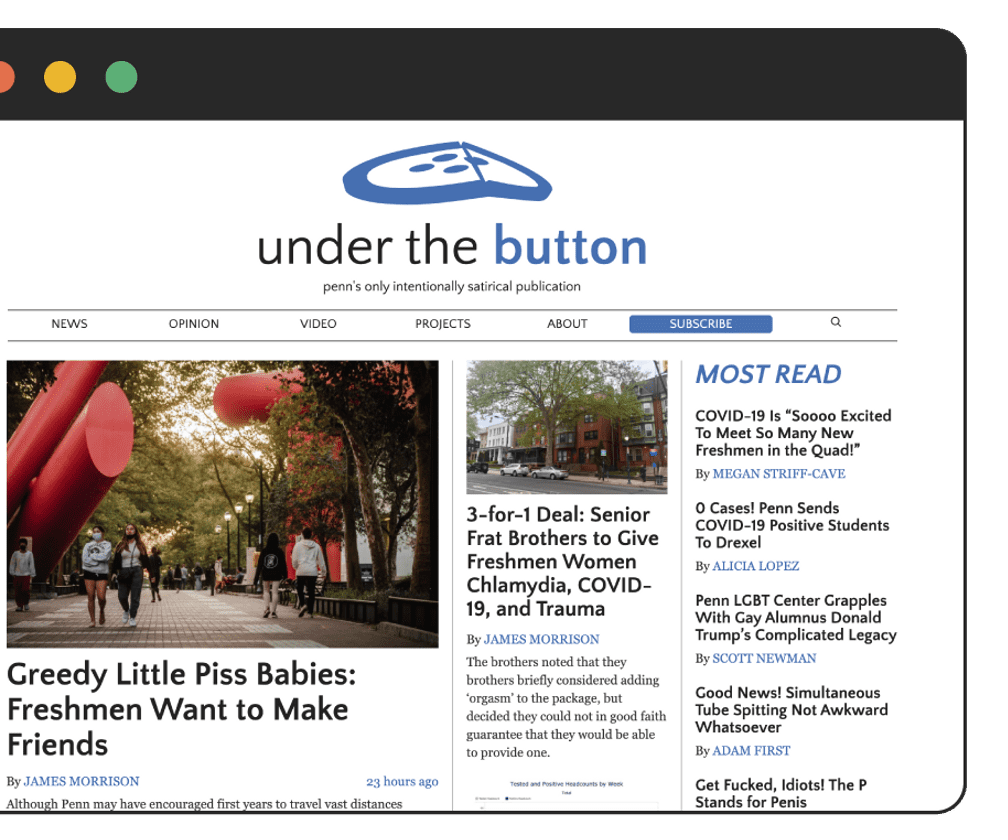 under the button
penn's only intentionally satirical publication
NEWS OPINION VIDEO PROJECTS ABOUT SUBSCRIBE
Greedy Little Piss Babies:
Freshmen Want to Make
Friends
By JAMES MORRISON 23 hours ago
Although Penn may have encouraged first years to travel vast distances
3-for-1 Deal: Senior
Frat Brothers to Give
Freshmen Women
Chlamydia, COVID-
19, and Trauma
By JAMES MORRISON
The brothers noted that they
brothers briefly considered adding
‘orgasm’ to the package, but
decided they could not in good faith
guarantee that they would be able
to provide one.
Tested and Positive Headcounts by Week
Total
MOST READ
COVID-19 Is “Soooo Excited
To Meet So Many New
Freshmen in the Quad!”
By MEGAN STRIFF-CAVE
0 Cases! Penn Sends
COVID-19 Positive Students
To Drexel
By ALICIA LOPEZ
Penn LGBT Center Grapples
With Gay Alumnus Donald
Trump’s Complicated Legacy
By SCOTT NEWMAN
Good News! Simultaneous
Tube Spitting Not Awkward
Whatsoever
By ADAM FIRST
Get Fucked, Idiots! The P
Stands for Penis